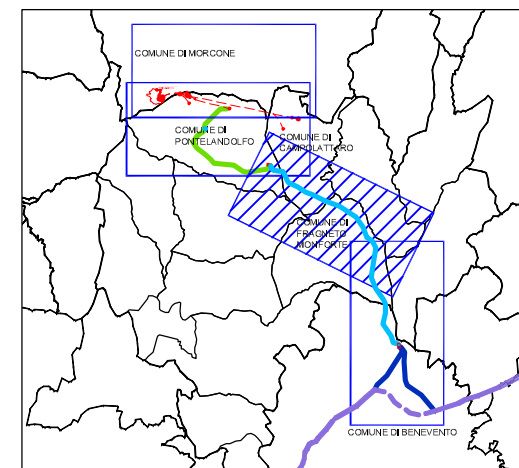 COMUNE DI MORCONE
COMUNE DI
PONTELANDOLFO
COMUNE DI
CAMPOLATTARO
COMUNE DI
FRAGNETO
MONFORTE
COMUNE DI BENEVENTO